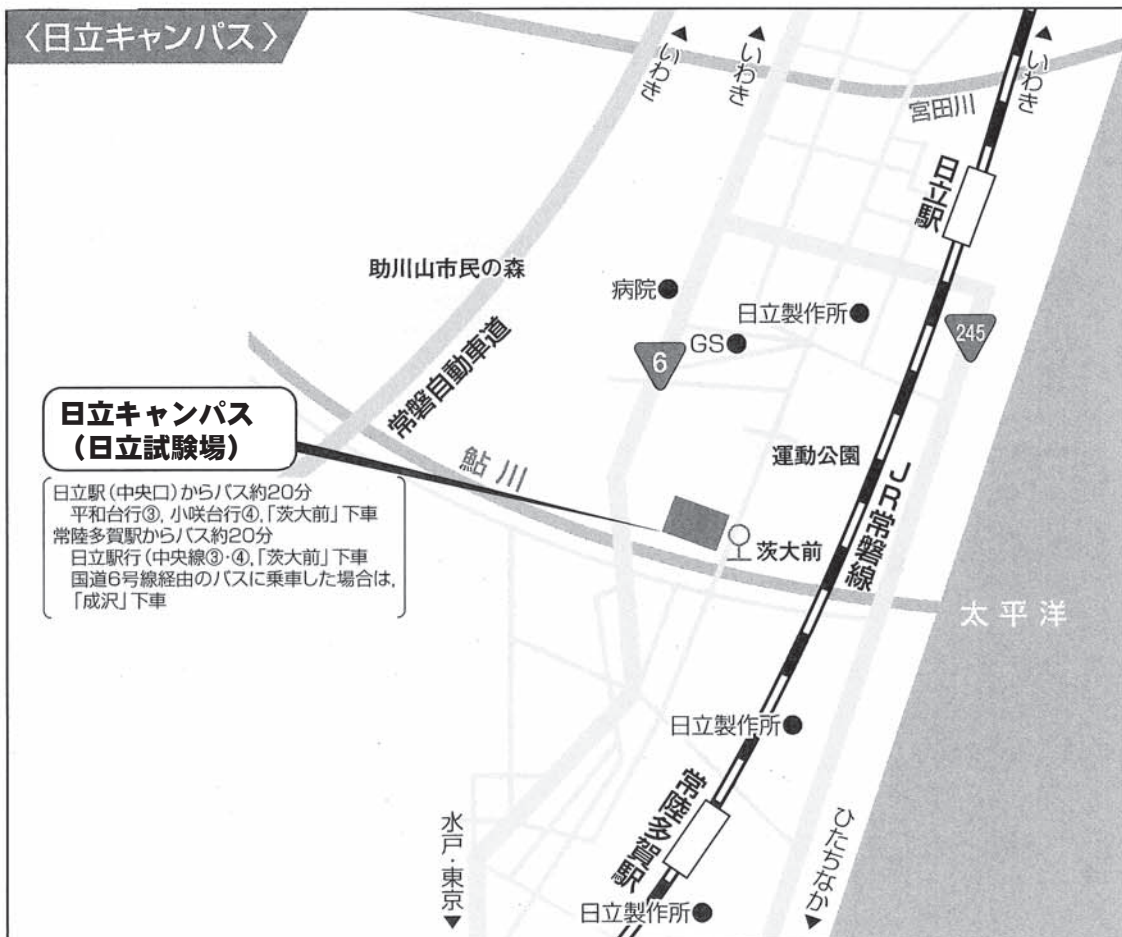 〈日立キャンパス〉
いわき
いわき
いわき
宮田川
日立駅
助川山市民の森
病院
日立製作所
GS
6
245
常磐自動車道
日立キャンパス
(日立試験場)
鮎川
運動公園
JR常磐線
日立駅(中央口)からバス約20分
平和台行③, 小咲台行④,「茨大前」下車
常陸多賀駅からバス約20分
日立駅行(中央線③・④,「茨大前」下車
国道6号線経由のバスに乗車した場合は,
「成沢」下車
茨大前
太平洋
日立製作所
常陸多賀駅
水戸・東京
ひたちなか
日立製作所